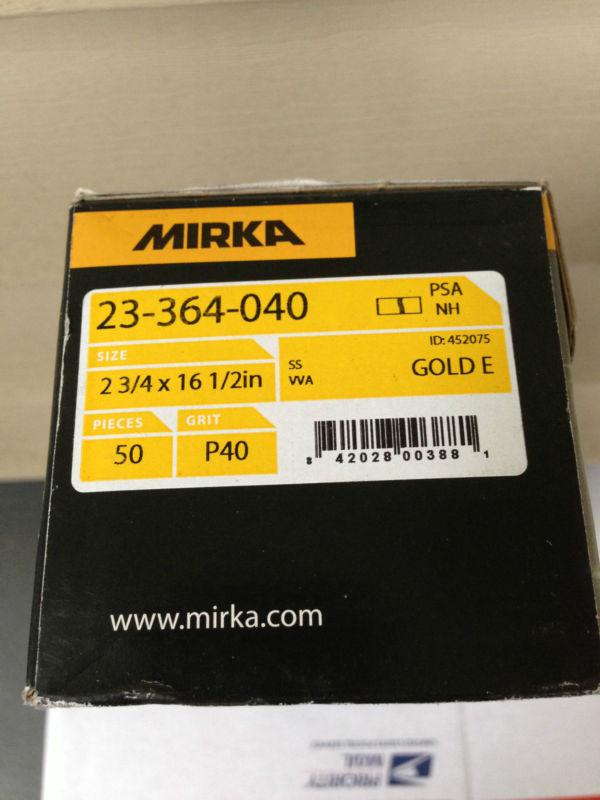 MIRKA
23-364-040
PSA
NH
SIZE
2 3/4 x 16 1/2in
SS
VVA
ID: 452075
GOLD E
PIECES
50
GRIT
P40
8 42028 00388 1
www.mirka.com
PRIORITY
MAIL